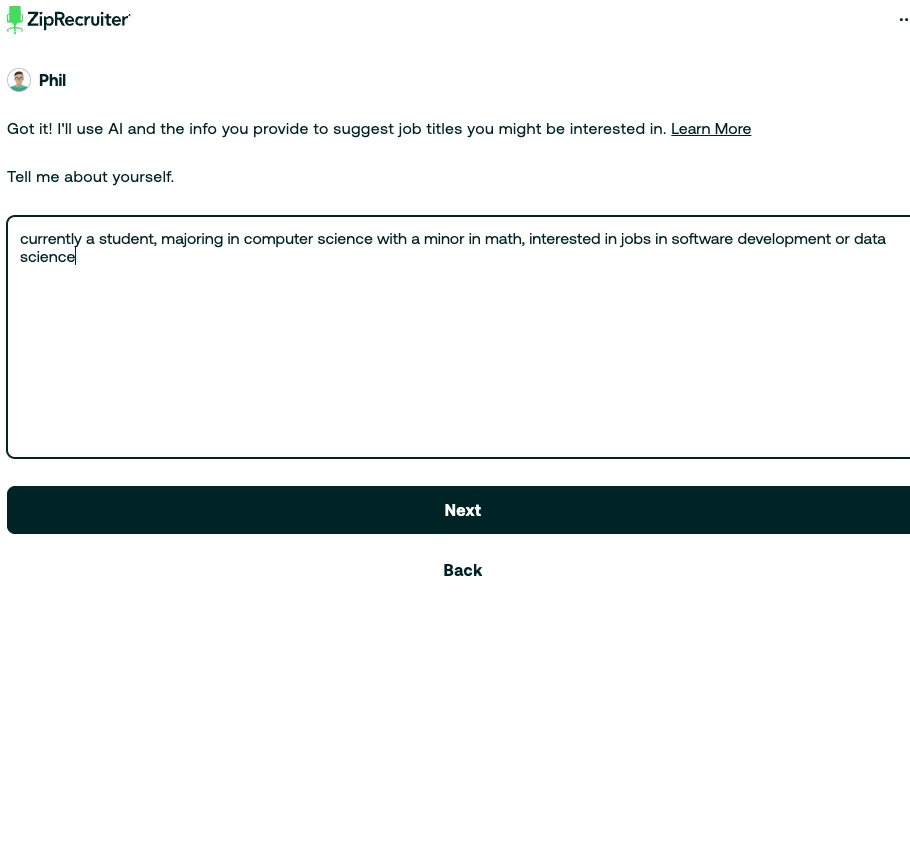 ZipRecruiter
Phil
Got it! I'll use AI and the info you provide to suggest job titles you might be interested in. Learn More
Tell me about yourself.
currently a student, majoring in computer science with a minor in math, interested in jobs in software development or data
science
Next
Back